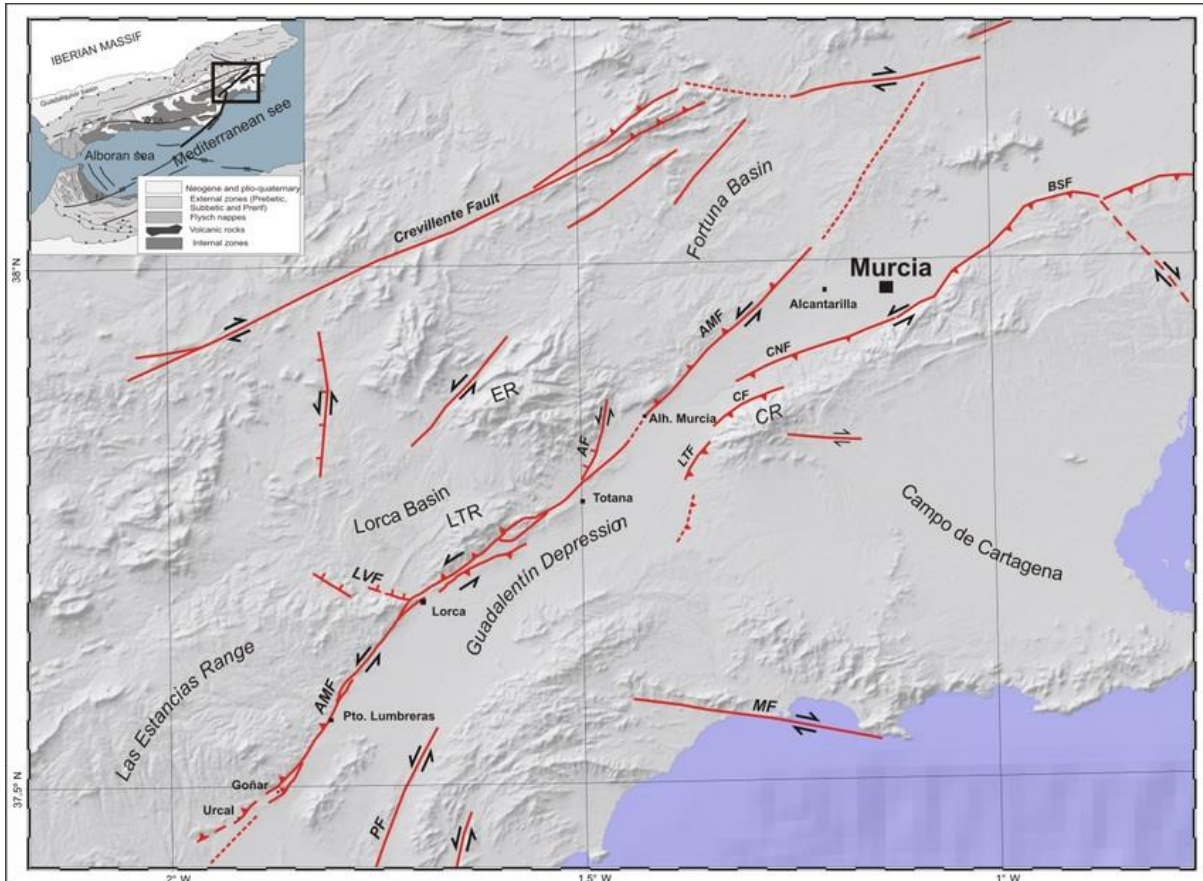 IBERIAN MASSIF
Guadalquivir basin
Alboran sea
Mediterranean see
Neogene and plio-quaternary
External zones (Prebetic,
Subbetic and Prerif)
Flysch nappes
Volcanic rocks
Internal zones
Crevillente Fault
Fortuna Basin
BSF
38°N
Murcia
Alcantarilla
AMF
CNF
ER
CF
CR
Alh. Murcia
AF
LTF
Lorca Basin
LTR
Totana
Campo de Cartagena
Guadalentín Depression
LVF
Lorca
Las Estancias Range
AMF
Pto. Lumbreras
MF
Goñar
37,5º N
Urcal
PF
2° W
1.5° W
1° W